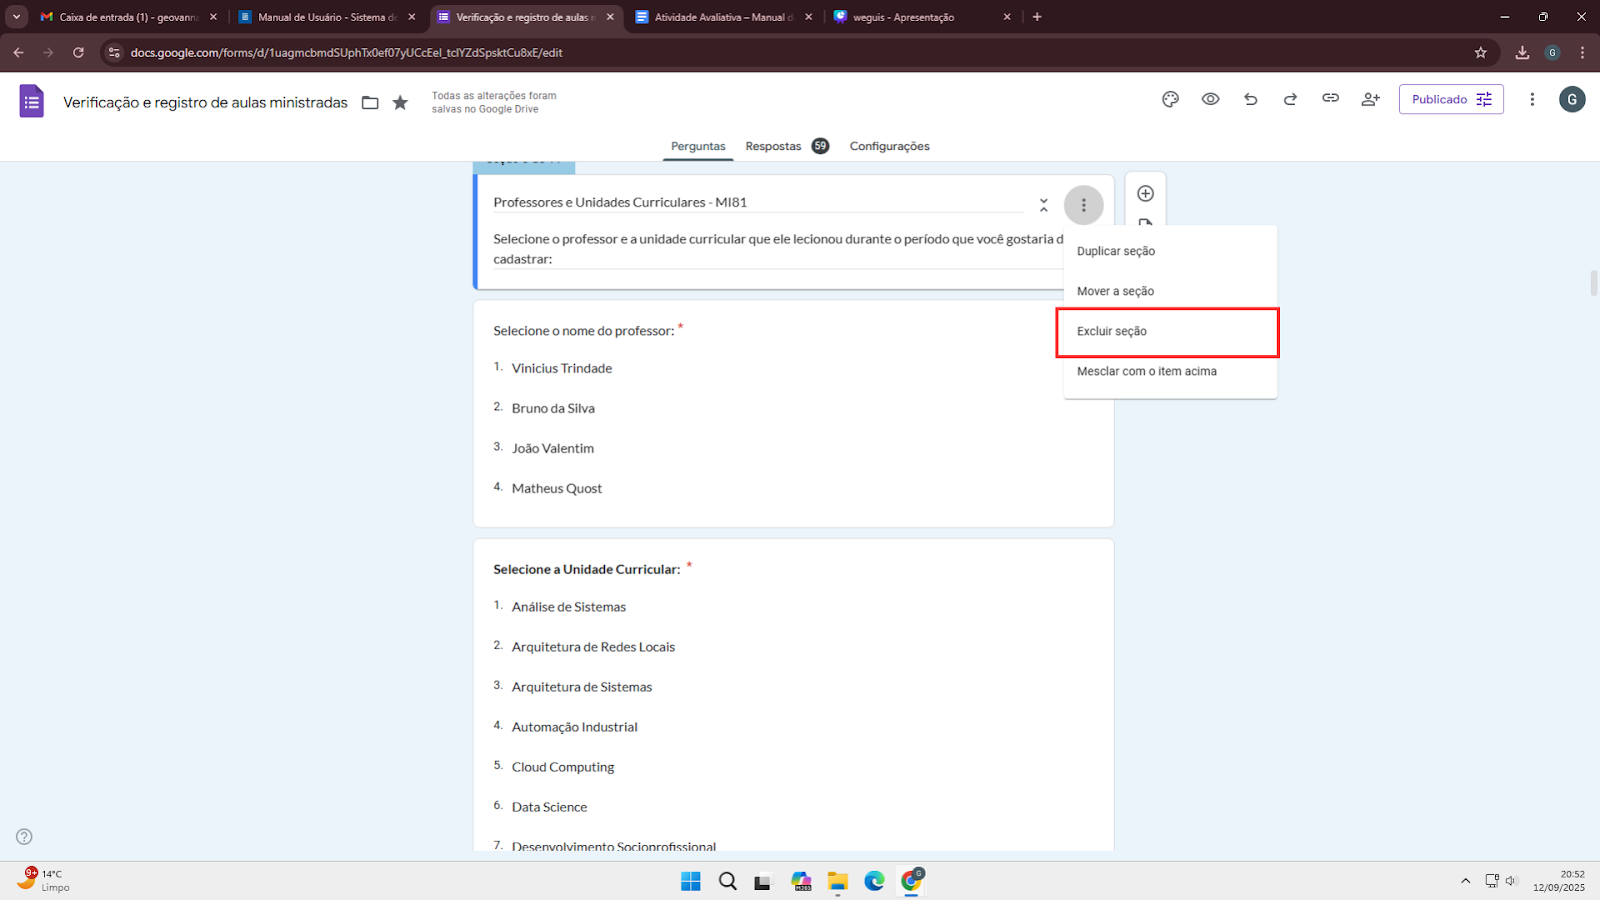 Caixa de entrada (1) - geovanna
Manual de Usuário - Sistema de
Verificação e registro de aulas m
Atividade Avaliativa – Manual d
weguis - Apresentação
docs.google.com/forms/d/1uagmcbmdSUphTx0ef07yUCcEel_tclYZdSpsktCu8xE/edit
G
Verificação e registro de aulas ministradas
Todas as alterações foram
salvas no Google Drive
Publicado
G
Perguntas
Respostas 59
Configurações
Professores e Unidades Curriculares - MI81
Selecione o professor e a unidade curricular que ele lecionou durante o período que você gostaria d
cadastrar:
Duplicar seção
Mover a seção
Excluir seção
Mesclar com o item acima
Selecione o nome do professor: *
1. Vinicius Trindade
2. Bruno da Silva
3. João Valentim
4. Matheus Quost
Selecione a Unidade Curricular: *
1. Análise de Sistemas
2. Arquitetura de Redes Locais
3. Arquitetura de Sistemas
4. Automação Industrial
5. Cloud Computing
6. Data Science
7. Desenvolvimento Socioprofissional
9+
14°C
Limpo
M365
G
20:52
12/09/2025